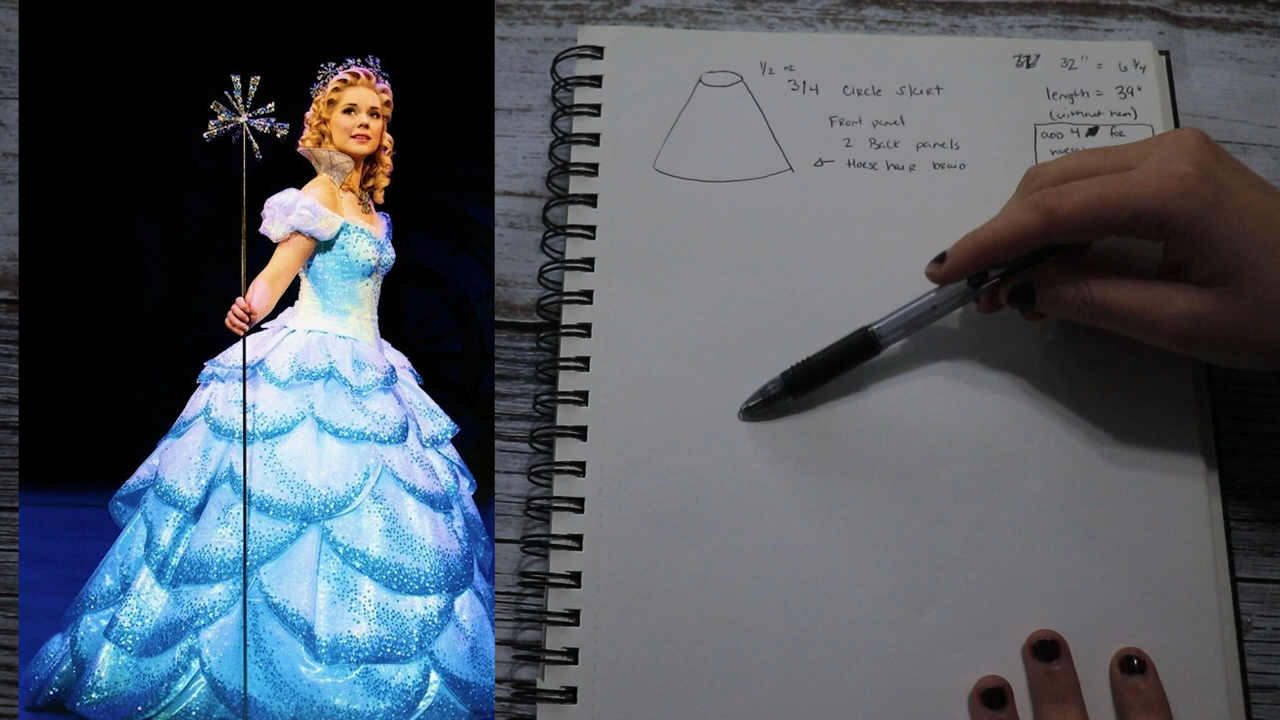 1/2 or
3/4 Circle skirt
Front panel
2 Back panels
← Horse hair braid
32" = 6 1/4
length = 39"
(without hem)
add 4 for